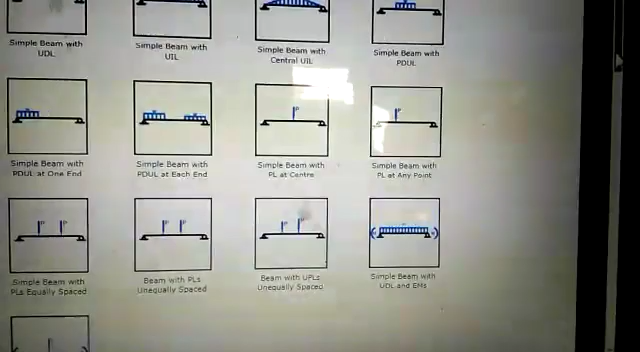 Simple Beam with
UDL
Simple Beam with
UIL
Simple Beam with
Central UIL
Simple Beam with
PDUL
Simple Beam with
PDUL at One End
Simple Beam with
PDUL at Each End
Simple Beam with
PL at Centre
Simple Beam with
PL at Any Point
Simple Beam with
PLs Equally Spaced
Beam with PLs
Unequally Spaced
Beam with UPLs
Unequally Spaced
Simple Beam with
UDL and EMs